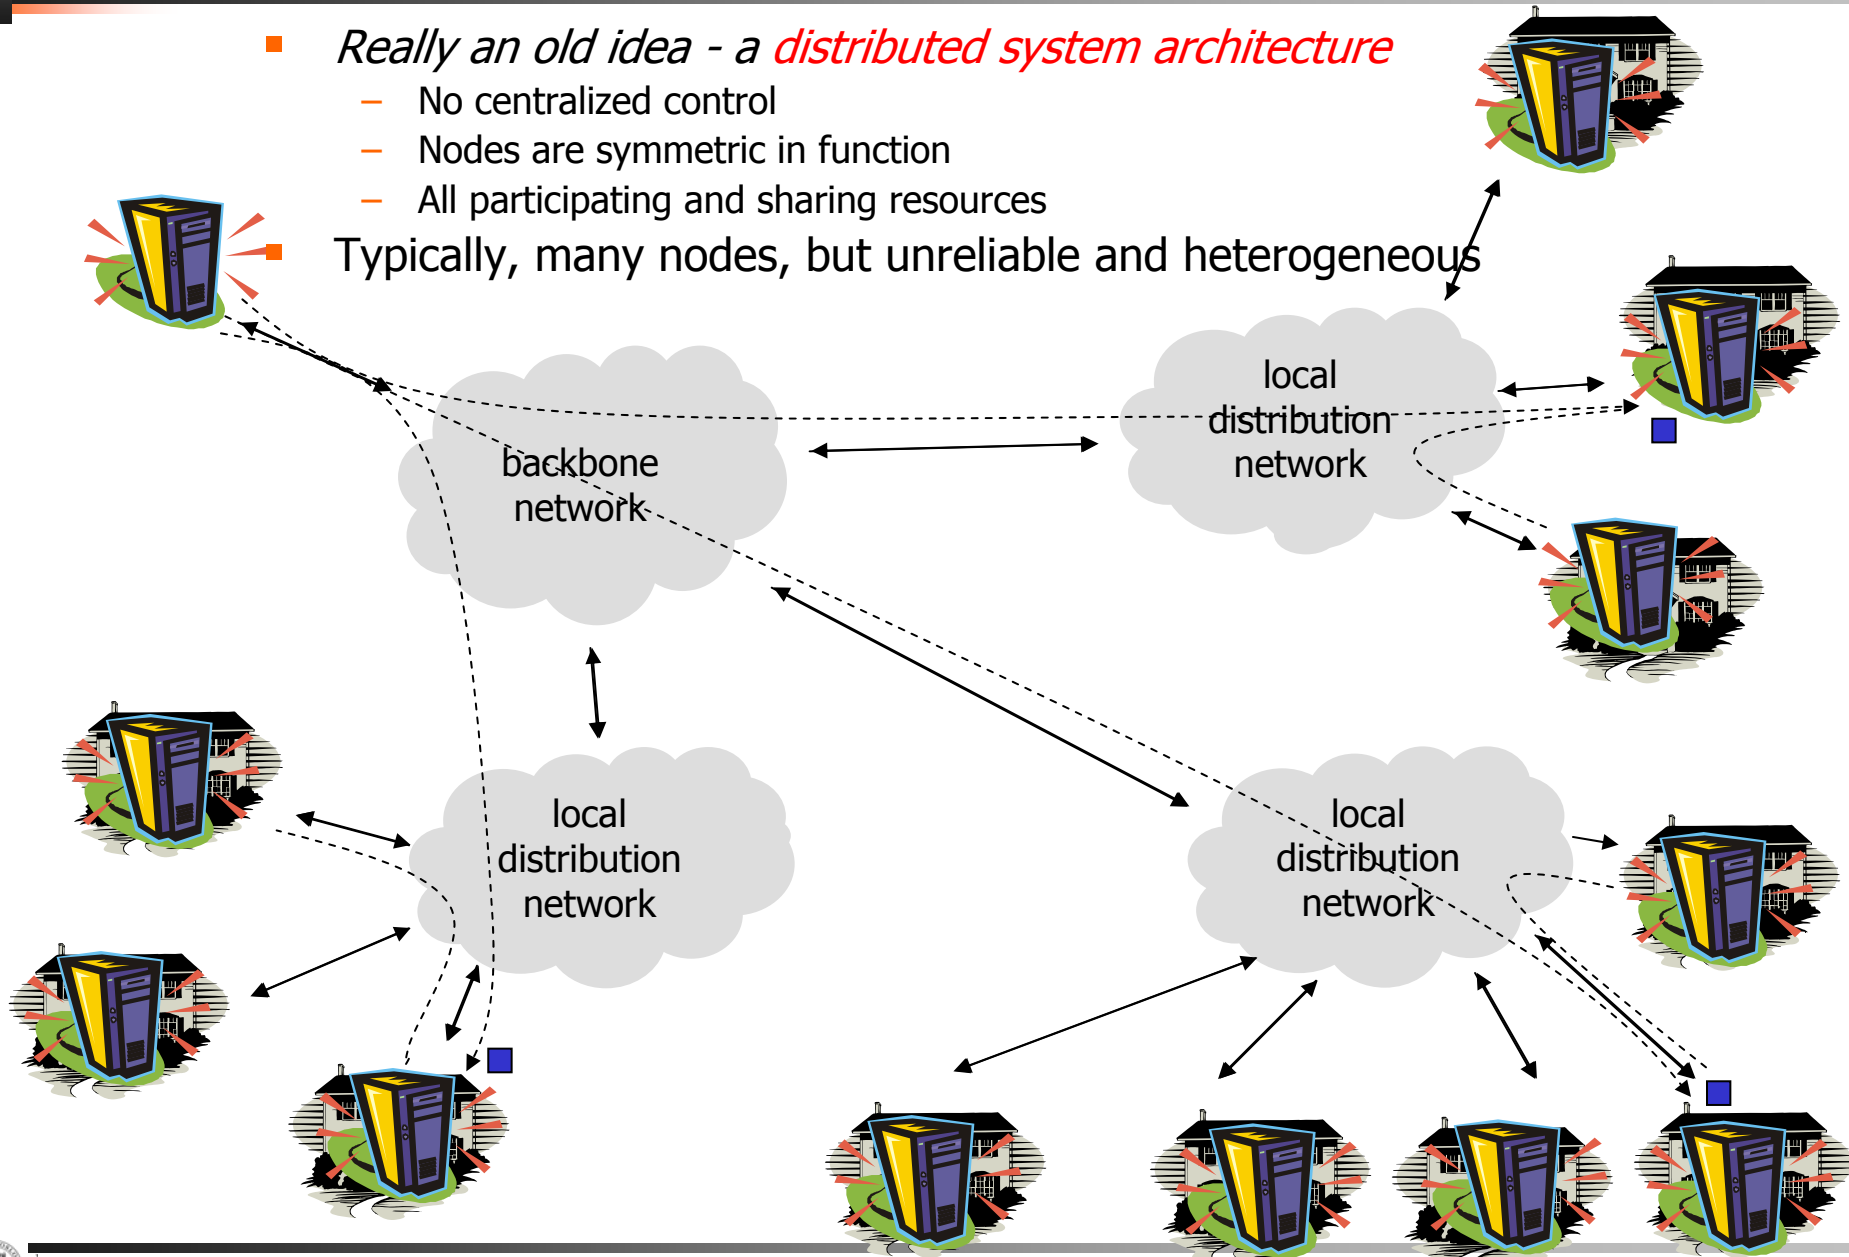 Really an old idea - a distributed system architecture
– No centralized control
– Nodes are symmetric in function
– All participating and sharing resources
Typically, many nodes, but unreliable and heterogeneous
local
distribution
network
backbone
network
local
distribution
network
local
distribution
network